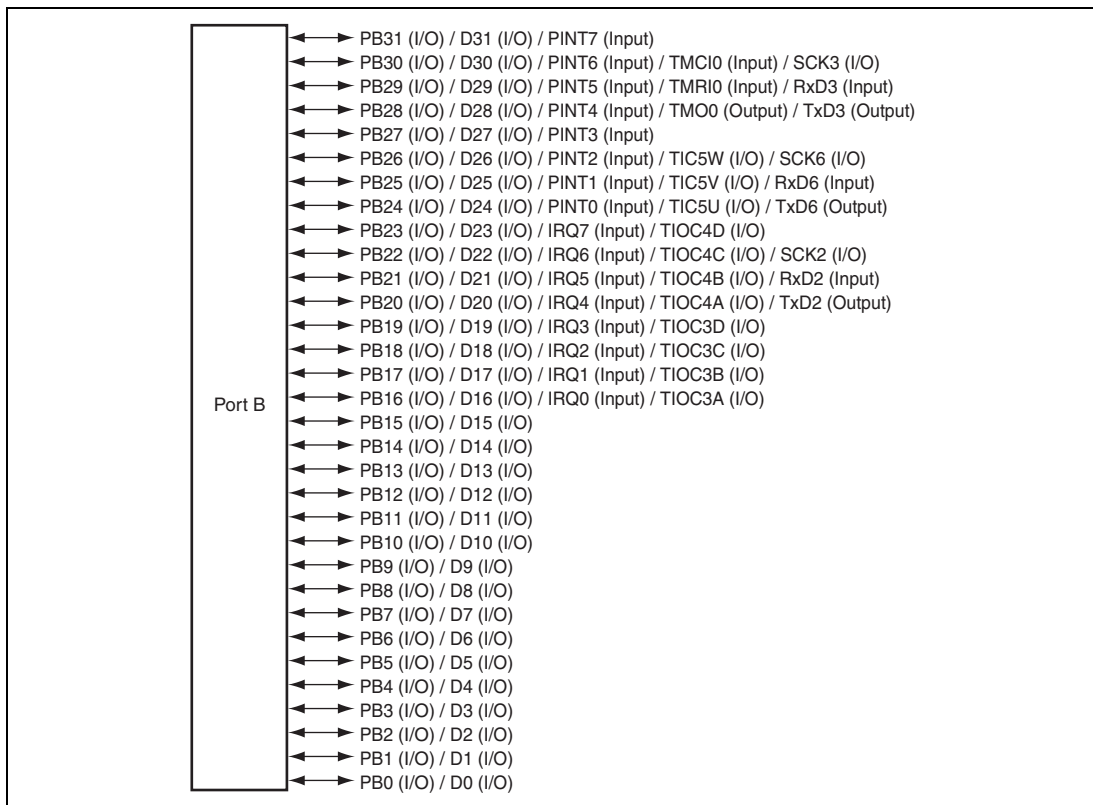 PB31 (I/O) / D31 (I/O) / PINT7 (Input)
PB30 (I/O) / D30 (I/O) / PINT6 (Input) / TMCI0 (Input) / SCK3 (I/O)
PB29 (I/O) / D29 (I/O) / PINT5 (Input) / TMRI0 (Input) / RxD3 (Input)
PB28 (I/O) / D28 (I/O) / PINT4 (Input) / TMO0 (Output) / TxD3 (Output)
PB27 (I/O) / D27 (I/O) / PINT3 (Input)
PB26 (I/O) / D26 (I/O) / PINT2 (Input) / TIC5W (I/O) / SCK6 (I/O)
PB25 (I/O) / D25 (I/O) / PINT1 (Input) / TIC5V (I/O) / RxD6 (Input)
PB24 (I/O) / D24 (I/O) / PINT0 (Input) / TIC5U (I/O) / TxD6 (Output)
PB23 (I/O) / D23 (I/O) / IRQ7 (Input) / TIOC4D (I/O)
PB22 (I/O) / D22 (I/O) / IRQ6 (Input) / TIOC4C (I/O) / SCK2 (I/O)
PB21 (I/O) / D21 (I/O) / IRQ5 (Input) / TIOC4B (I/O) / RxD2 (Input)
PB20 (I/O) / D20 (I/O) / IRQ4 (Input) / TIOC4A (I/O) / TxD2 (Output)
PB19 (I/O) / D19 (I/O) / IRQ3 (Input) / TIOC3D (I/O)
PB18 (I/O) / D18 (I/O) / IRQ2 (Input) / TIOC3C (I/O)
PB17 (I/O) / D17 (I/O) / IRQ1 (Input) / TIOC3B (I/O)
Port B
PB16 (I/O) / D16 (I/O) / IRQ0 (Input) / TIOC3A (I/O)
PB15 (I/O) / D15 (I/O)
PB14 (I/O) / D14 (I/O)
PB13 (I/O) / D13 (I/O)
PB12 (I/O) / D12 (I/O)
PB11 (I/O) / D11 (I/O)
PB10 (I/O) / D10 (I/O)
PB9 (I/O) / D9 (I/O)
PB8 (I/O) / D8 (I/O)
PB7 (I/O) / D7 (I/O)
PB6 (I/O) / D6 (I/O)
PB5 (I/O) / D5 (I/O)
PB4 (I/O) / D4 (I/O)
PB3 (I/O) / D3 (I/O)
PB2 (I/O) / D2 (I/O)
PB1 (I/O) / D1 (I/O)
PB0 (I/O) / D0 (I/O)